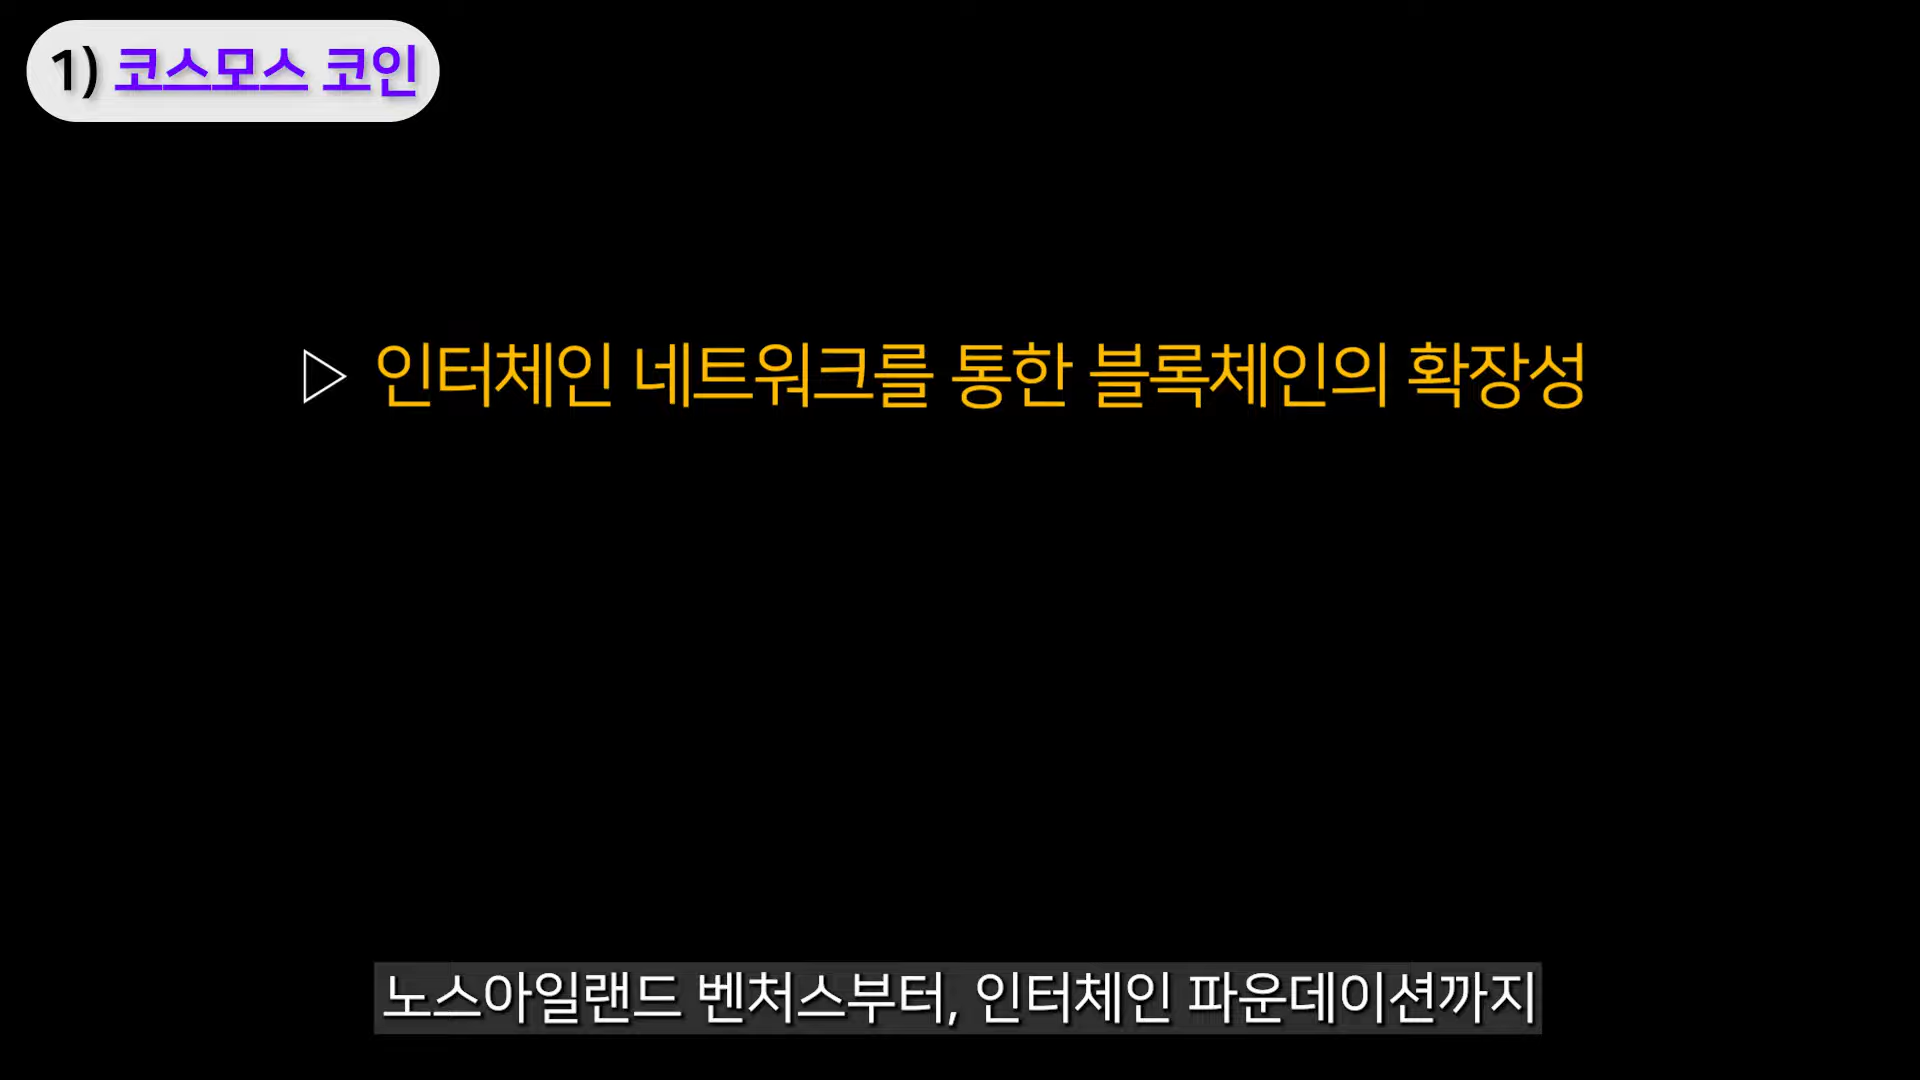 1) 코스모스 코인
▷ 인터체인 네트워크를 통한 블록체인의 확장성
노스아일랜드 벤처스부터, 인터체인 파운데이션까지